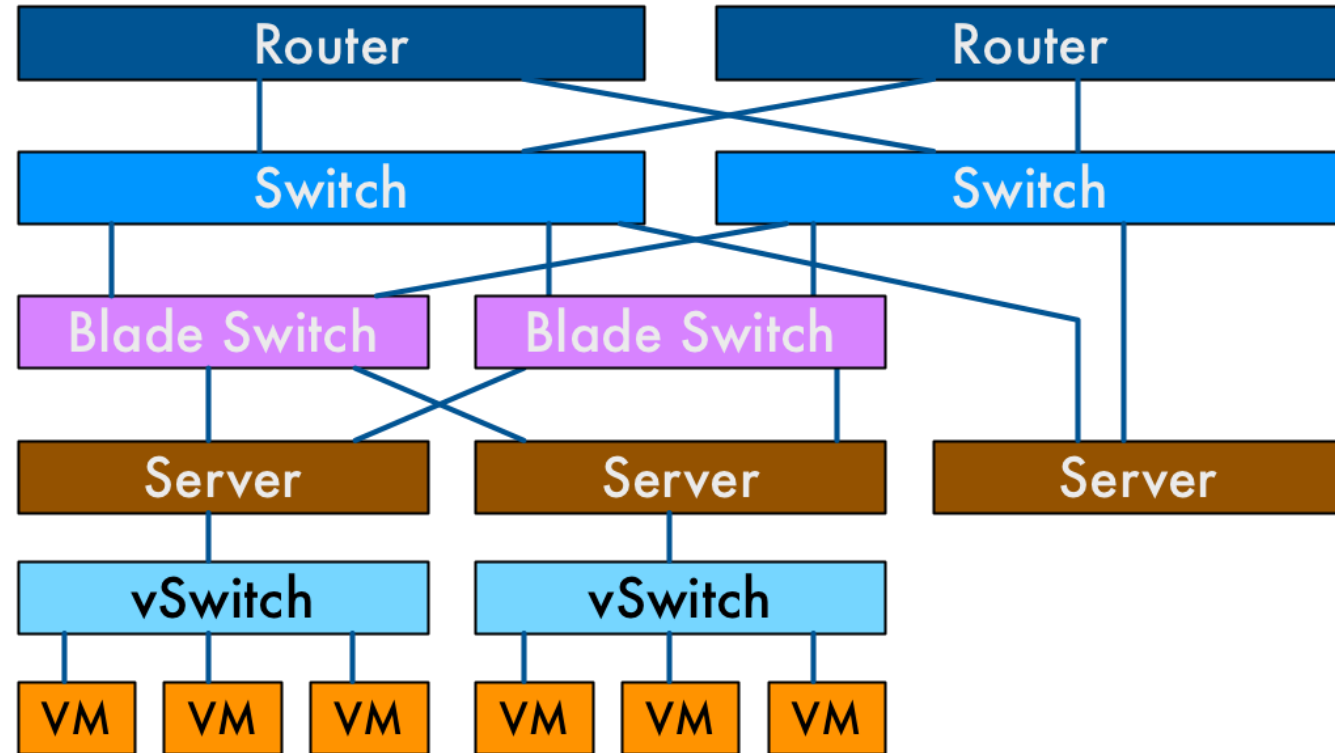 Router
Router
Switch
Switch
Blade Switch
Blade Switch
Server
Server
Server
vSwitch
vSwitch
VM
VM
VM
VM
VM
VM